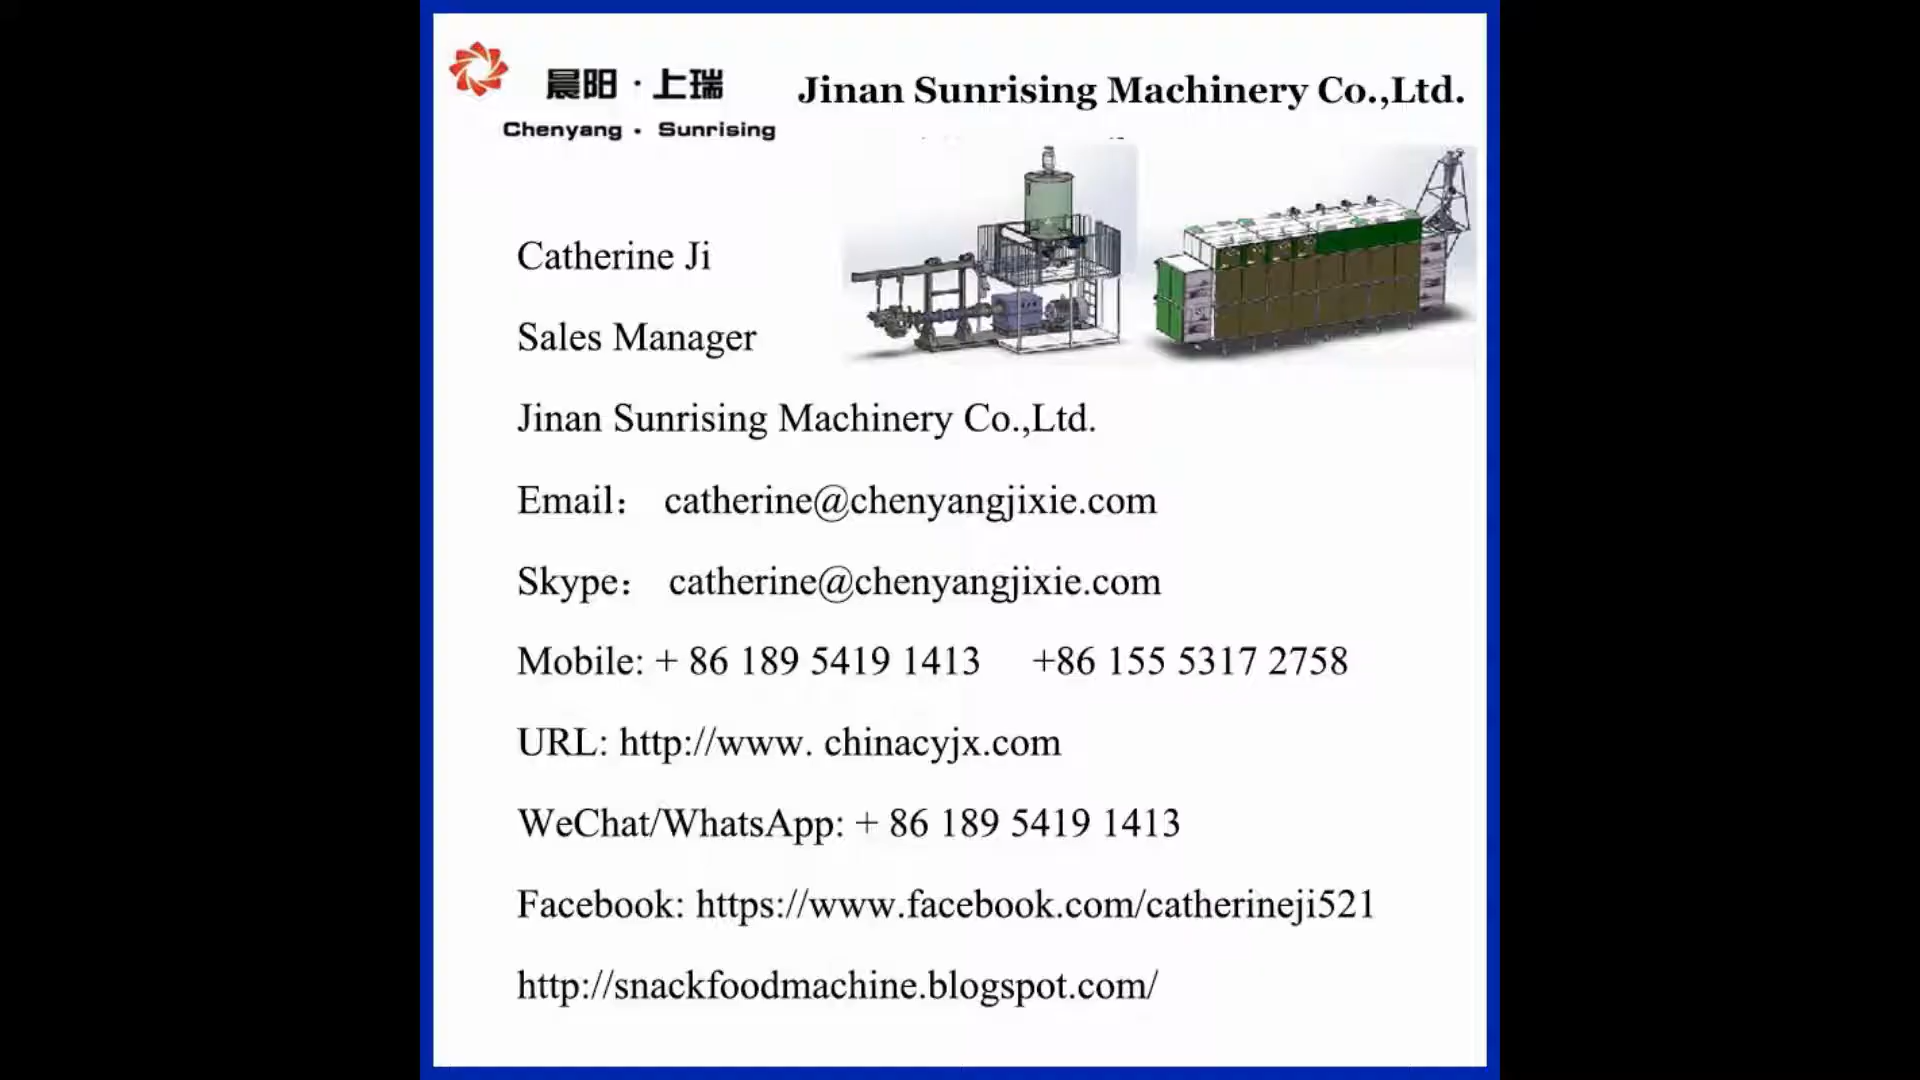 晨阳·上瑞
Chenyang · Sunrising
Jinan Sunrising Machinery Co.,Ltd.
Catherine Ji
Sales Manager
Jinan Sunrising Machinery Co.,Ltd.
Email： catherine@chenyangjixie.com
Skype： catherine@chenyangjixie.com
Mobile: + 86 189 5419 1413 +86 155 5317 2758
URL: http://www. chinacyjx.com
WeChat/WhatsApp: + 86 189 5419 1413
Facebook: https://www.facebook.com/catherineji521
http://snackfoodmachine.blogspot.com/